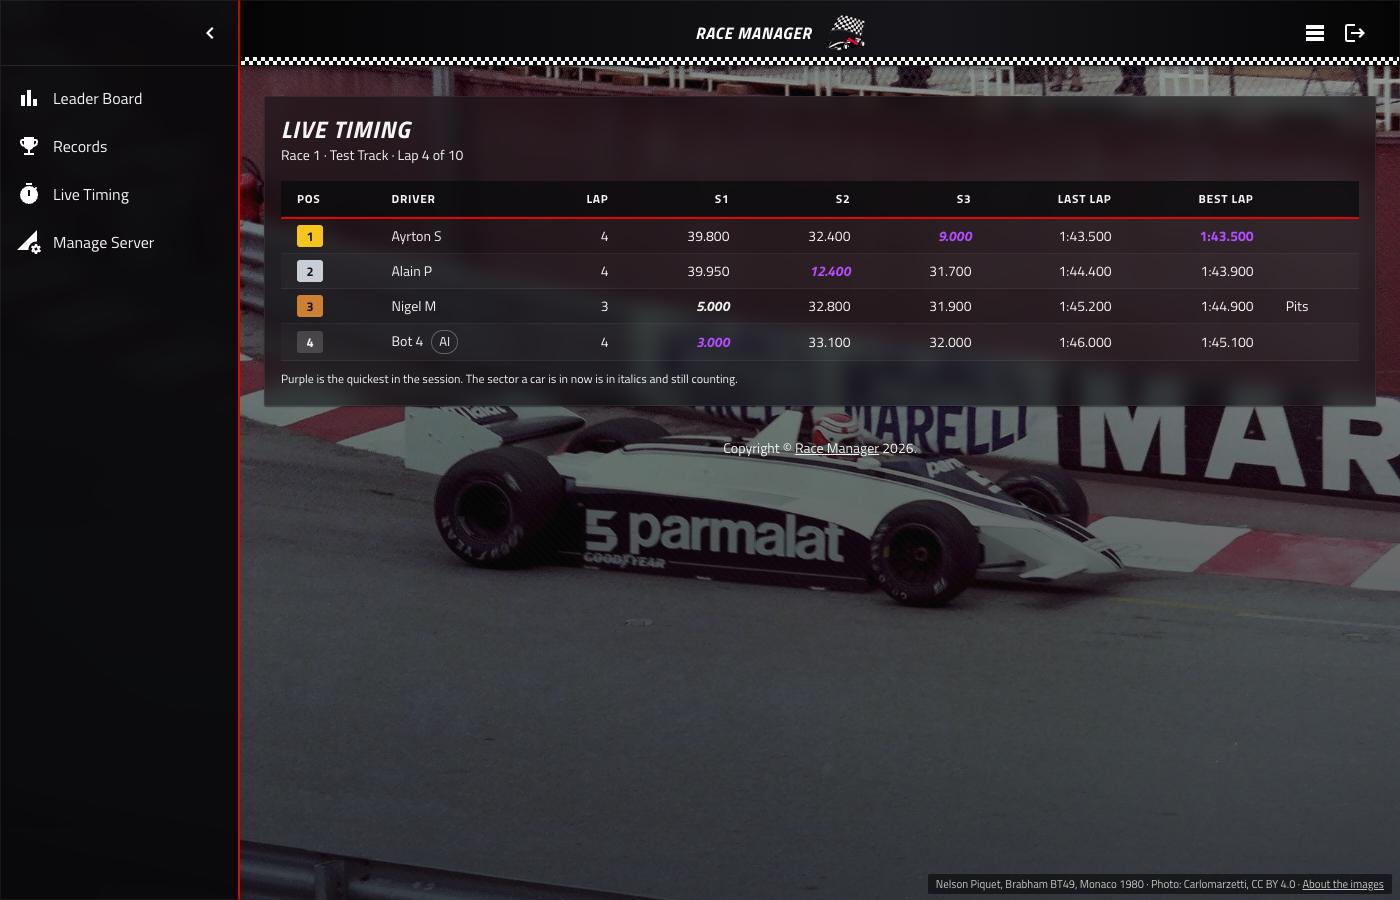 RACE MANAGER
Leader Board
Records
Live Timing
Manage Server
LIVE TIMING
Race 1 · Test Track · Lap 4 of 10
POS DRIVER LAP S1 S2 S3 LAST LAP BEST LAP
1 Ayrton S 4 39.800 32.400 9.000 1:43.500 1:43.500
2 Alain P 4 39.950 12.400 31.700 1:44.400 1:43.900
3 Nigel M 3 5.000 32.800 31.900 1:45.200 1:44.900 Pits
4 Bot 4 AI 4 3.000 33.100 32.000 1:46.000 1:45.100
Purple is the quickest in the session. The sector a car is in now is in italics and still counting.
Copyright © Race Manager 2026.
5 parmalat
GOODYEAR
Nelson Piquet, Brabham BT49, Monaco 1980 · Photo: Carlomarzetti, CC BY 4.0 · About the images